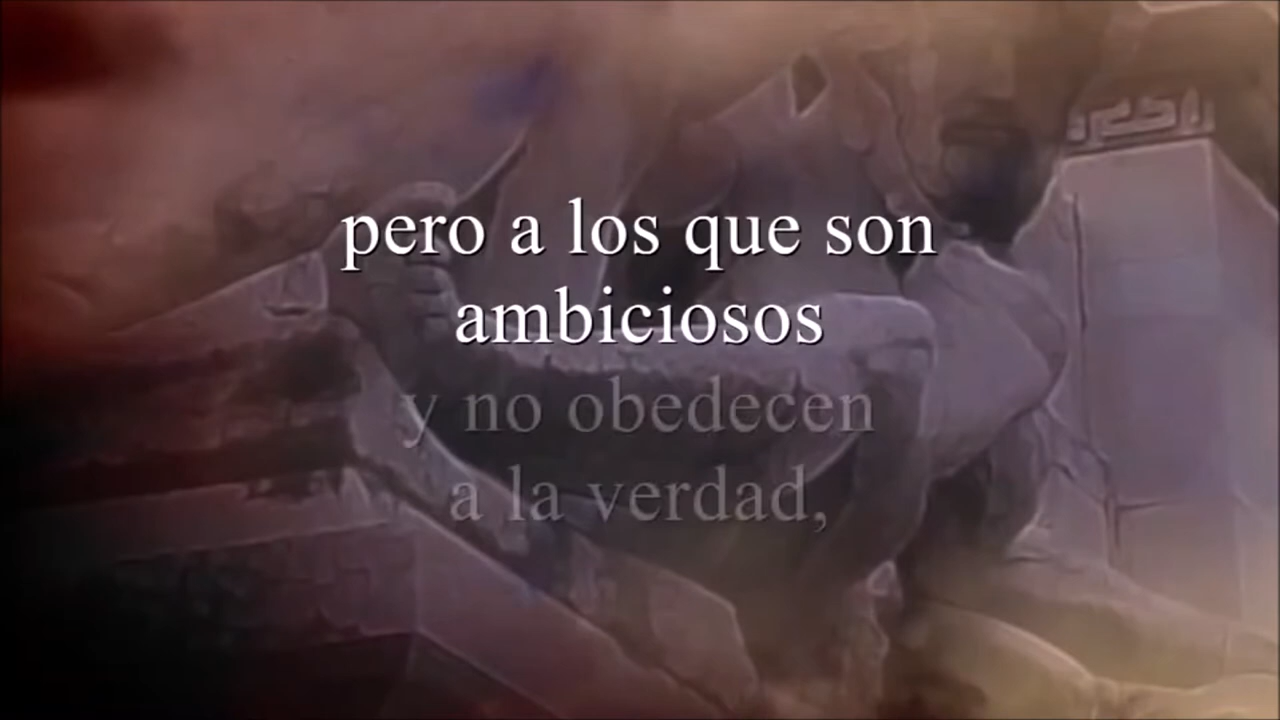 pero a los que son
ambiciosos
y no obedecen
a la verdad,